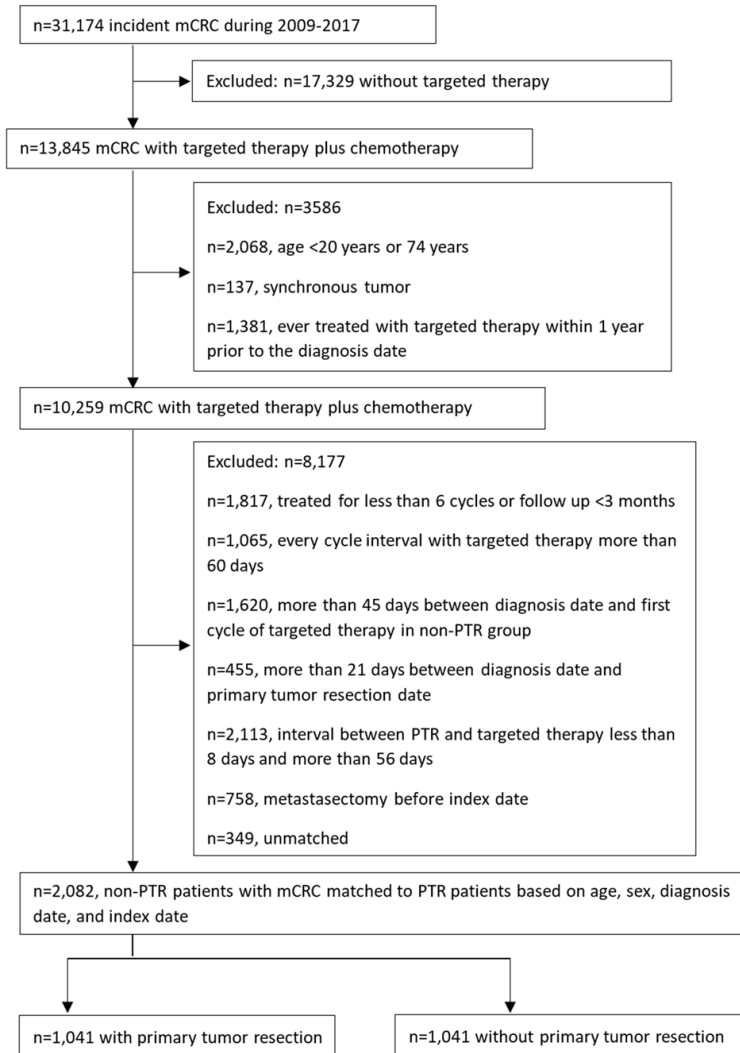 n=31,174 incident mCRC during 2009-2017
Excluded: n=17,329 without targeted therapy
n=13,845 mCRC with targeted therapy plus chemotherapy
Excluded: n=3586
n=2,068, age <20 years or 74 years
n=137, synchronous tumor
n=1,381, ever treated with targeted therapy within 1 year
prior to the diagnosis date
n=10,259 mCRC with targeted therapy plus chemotherapy
Excluded: n=8,177
n=1,817, treated for less than 6 cycles or follow up <3 months
n=1,065, every cycle interval with targeted therapy more than
60 days
n=1,620, more than 45 days between diagnosis date and first
cycle of targeted therapy in non-PTR group
n=455, more than 21 days between diagnosis date and
primary tumor resection date
n=2,113, interval between PTR and targeted therapy less than
8 days and more than 56 days
n=758, metastasectomy before index date
n=349, unmatched
n=2,082, non-PTR patients with mCRC matched to PTR patients based on age, sex, diagnosis
date, and index date
n=1,041 with primary tumor resection
n=1,041 without primary tumor resection